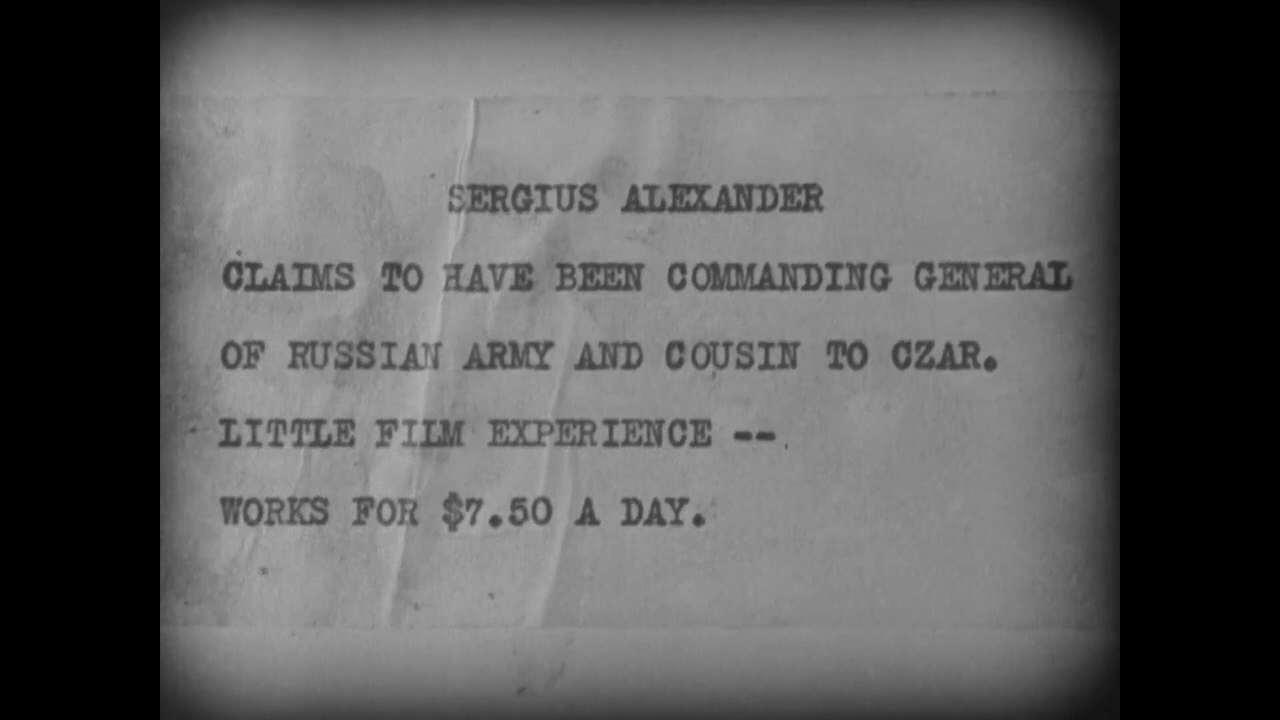 SERGIUS ALEXANDER
CLAIMS TO HAVE BEEN COMMANDING GENERAL
OF RUSSIAN ARMY AND COUSIN TO CZAR.
LITTLE FILM EXPERIENCE --
WORKS FOR $7.50 A DAY.